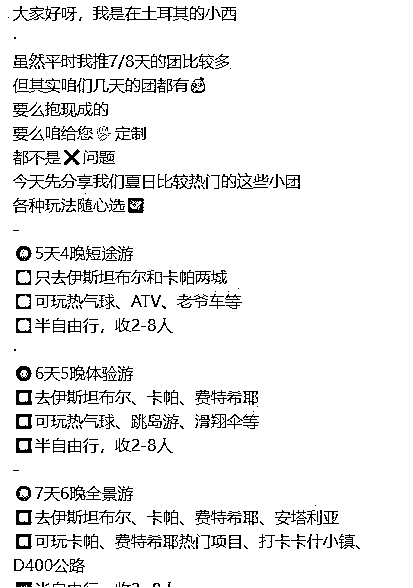 大家好呀，我是在土耳其的小西
.
虽然平时我推7/8天的团比较多
但其实咱们几天的团都有
要么抱现成的
要么咱给您 定制
都不是❌问题
今天先分享我们夏日比较热门的这些小团
各种玩法随心选
–
5天4晚短途游
只去伊斯坦布尔和卡帕两城
可玩热气球、ATV、老爷车等
半自由行，收2-8人
.
6天5晚体验游
去伊斯坦布尔、卡帕、费特希耶
可玩热气球、跳岛游、滑翔伞等
半自由行，收2-8人
–
7天6晚全景游
去伊斯坦布尔、卡帕、费特希耶、安塔利亚
可玩卡帕、费特希耶热门项目、打卡卡什小镇、
D400公路
半自由行，收2-8人